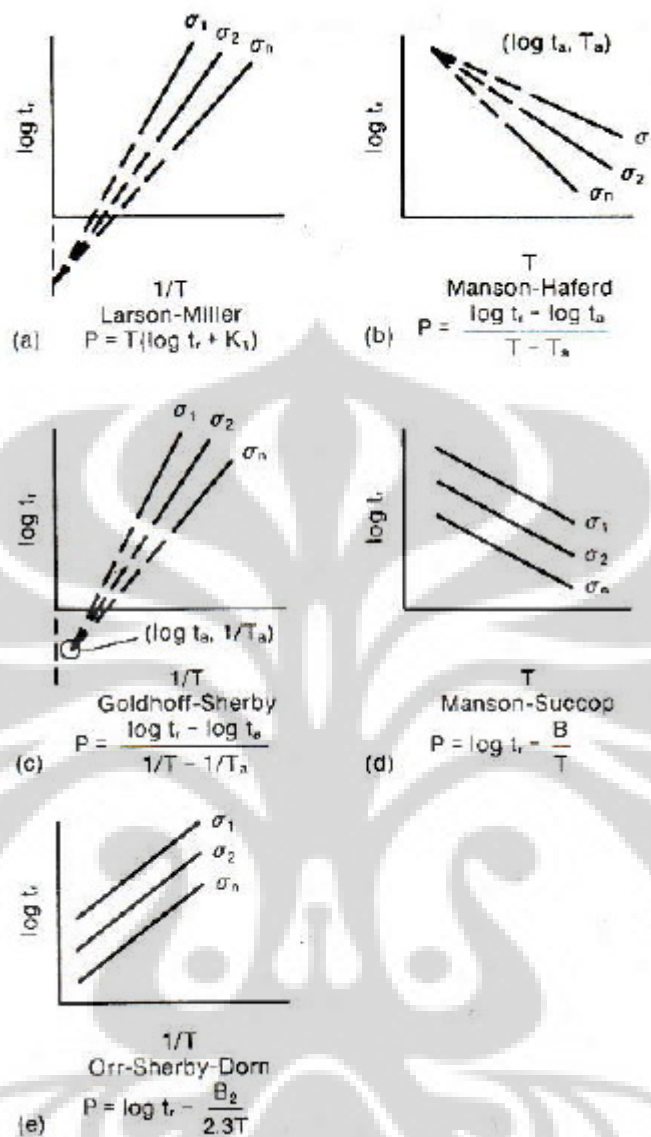 σ1
σ2
σn
log tr
1/T
Larson-Miller
(a) P = T(log tr + K1)
(log ta, Ta)
log tr
σ
σ2
σn
T
Manson-Haferd
(b) P = log tr - log ta
T - Ta
σ1
σ2
σn
log tr
(log ta, 1/Ta)
1/T
Goldhoff-Sherby
(c) P = log tr - log ta
1/T - 1/Ta
log tr
σ1
σ2
σn
T
Manson-Succop
(d) P = log tr - B
T
σ1
σ2
σn
log tr
1/T
Orr-Sherby-Dorn
(e) P = log tr - B2
2.3T